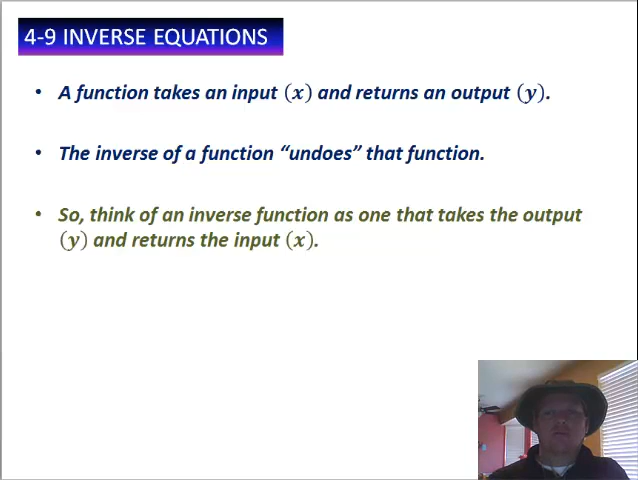 4-9 INVERSE EQUATIONS
• A function takes an input (x) and returns an output (y).
• The inverse of a function “undoes” that function.
• So, think of an inverse function as one that takes the output
(y) and returns the input (x).